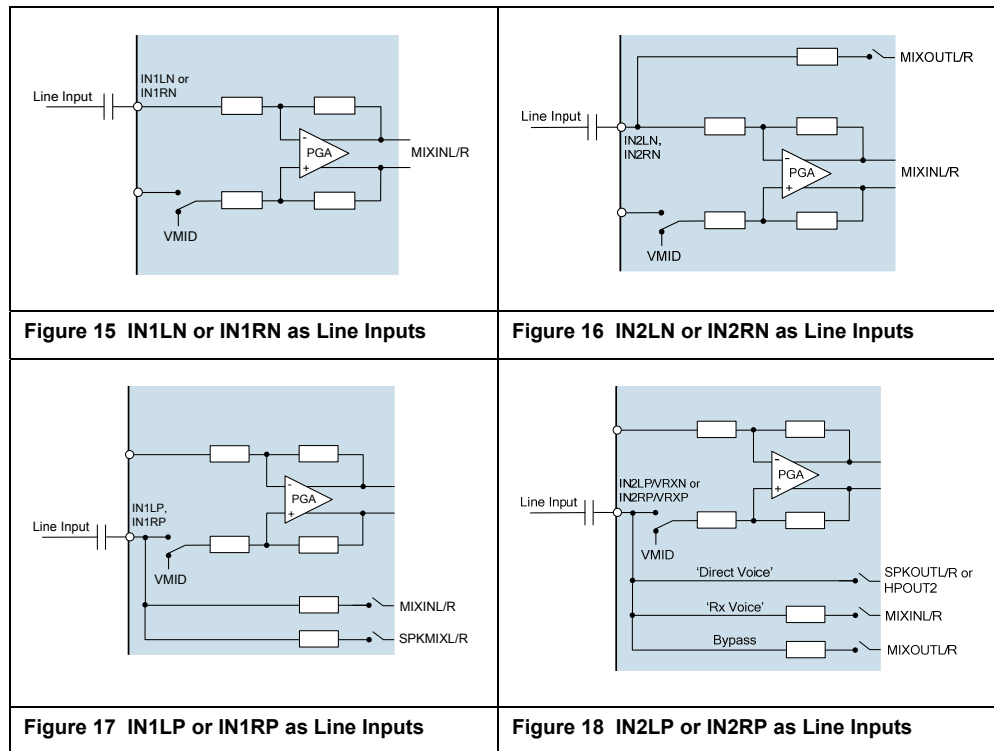 IN1LN or
IN1RN
Line Input
-
PGA
+
MIXINL/R
VMID
Figure 15 IN1LN or IN1RN as Line Inputs
MIXOUTL/R
Line Input
IN2LN,
IN2RN
-
PGA
+
MIXINL/R
VMID
Figure 16 IN2LN or IN2RN as Line Inputs
-
PGA
+
IN1LP,
IN1RP
Line Input
VMID
MIXINL/R
SPKMIXL/R
Figure 17 IN1LP or IN1RP as Line Inputs
-
PGA
+
IN2LP/VRXN or
IN2RP/VRXP
Line Input
VMID
'Direct Voice'
SPKOUTL/R or
HPOUT2
'Rx Voice'
MIXINL/R
Bypass
MIXOUTL/R
Figure 18 IN2LP or IN2RP as Line Inputs